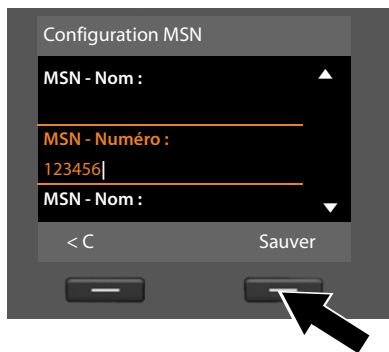 Configuration MSN
MSN - Nom :
MSN - Numéro :
123456
MSN - Nom :
< C Sauver